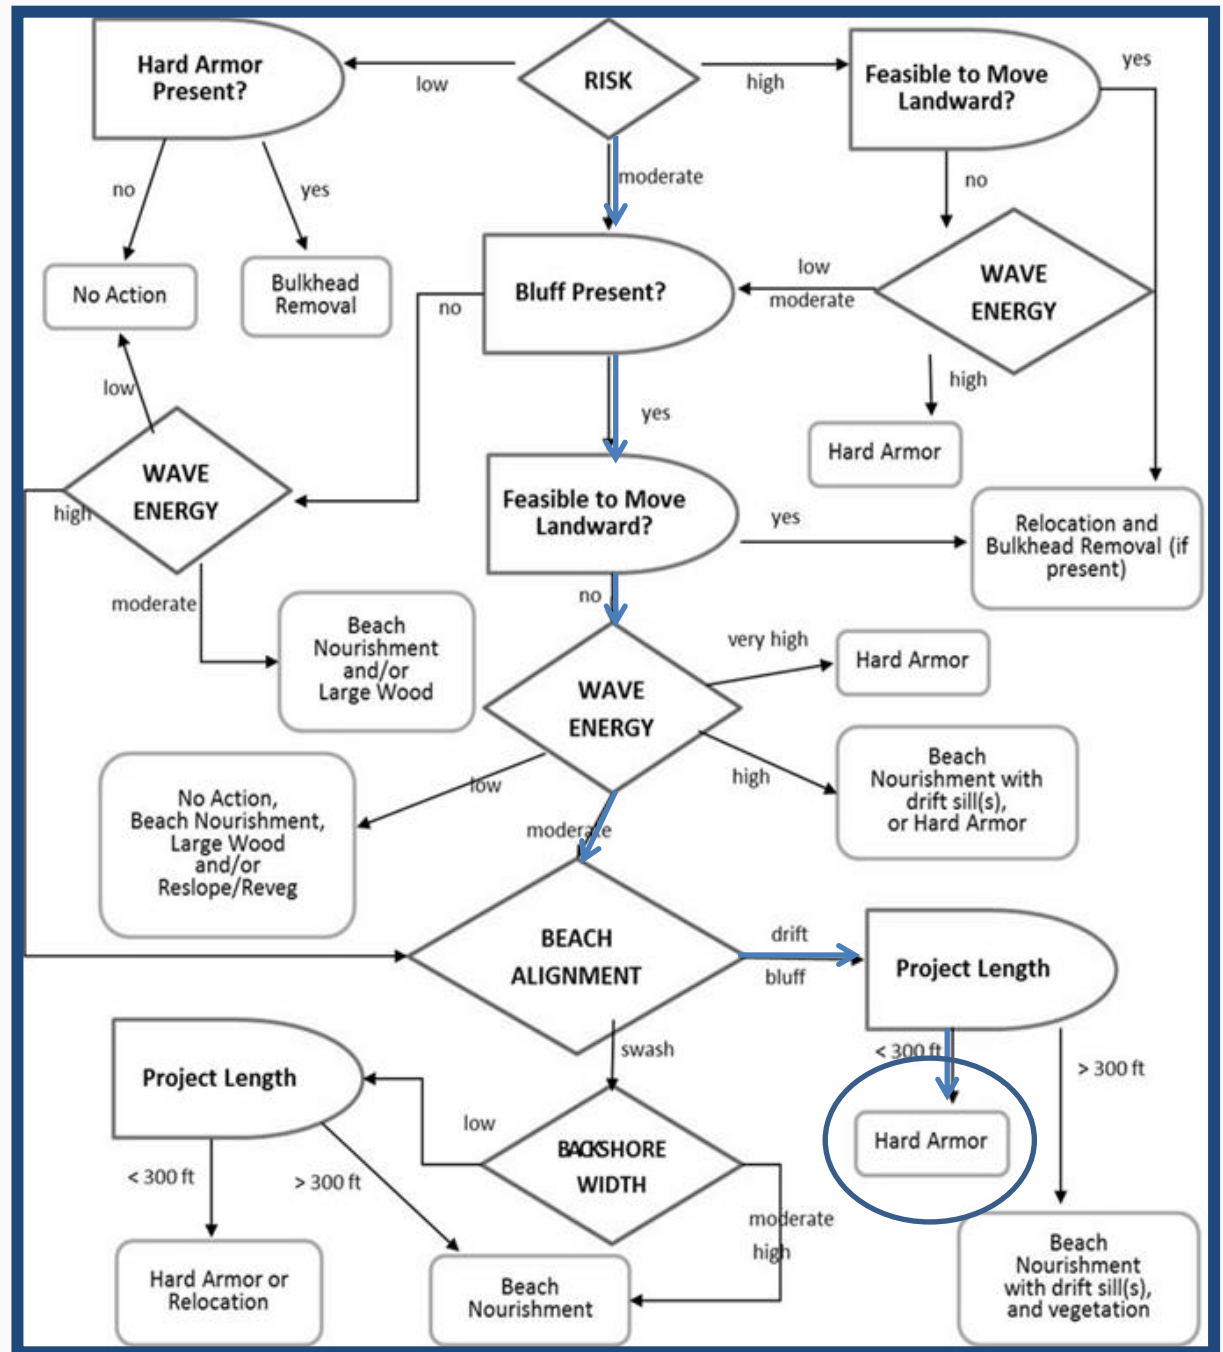 Hard Armor
Present?
low
RISK
high
Feasible to Move
Landward?
yes
no
yes
moderate
no
No Action
Bulkhead
Removal
no
Bluff Present?
low
moderate
WAVE
ENERGY
low
high
yes
Hard Armor
WAVE
ENERGY
high
Feasible to Move
Landward?
yes
Relocation and
Bulkhead Removal (if
present)
moderate
no
Beach
Nourishment
and/or
Large Wood
WAVE
ENERGY
very high
Hard Armor
low
high
Beach
Nourishment with
drift sill(s),
or Hard Armor
No Action,
Beach Nourishment,
Large Wood
and/or
Reslope/Reveg
moderate
BEACH
ALIGNMENT
drift
bluff
Project Length
swash
< 300 ft
> 300 ft
Project Length
low
BACKSHORE
WIDTH
Hard Armor
< 300 ft
> 300 ft
moderate
high
Hard Armor or
Relocation
Beach
Nourishment
Beach
Nourishment
with drift sill(s),
and vegetation